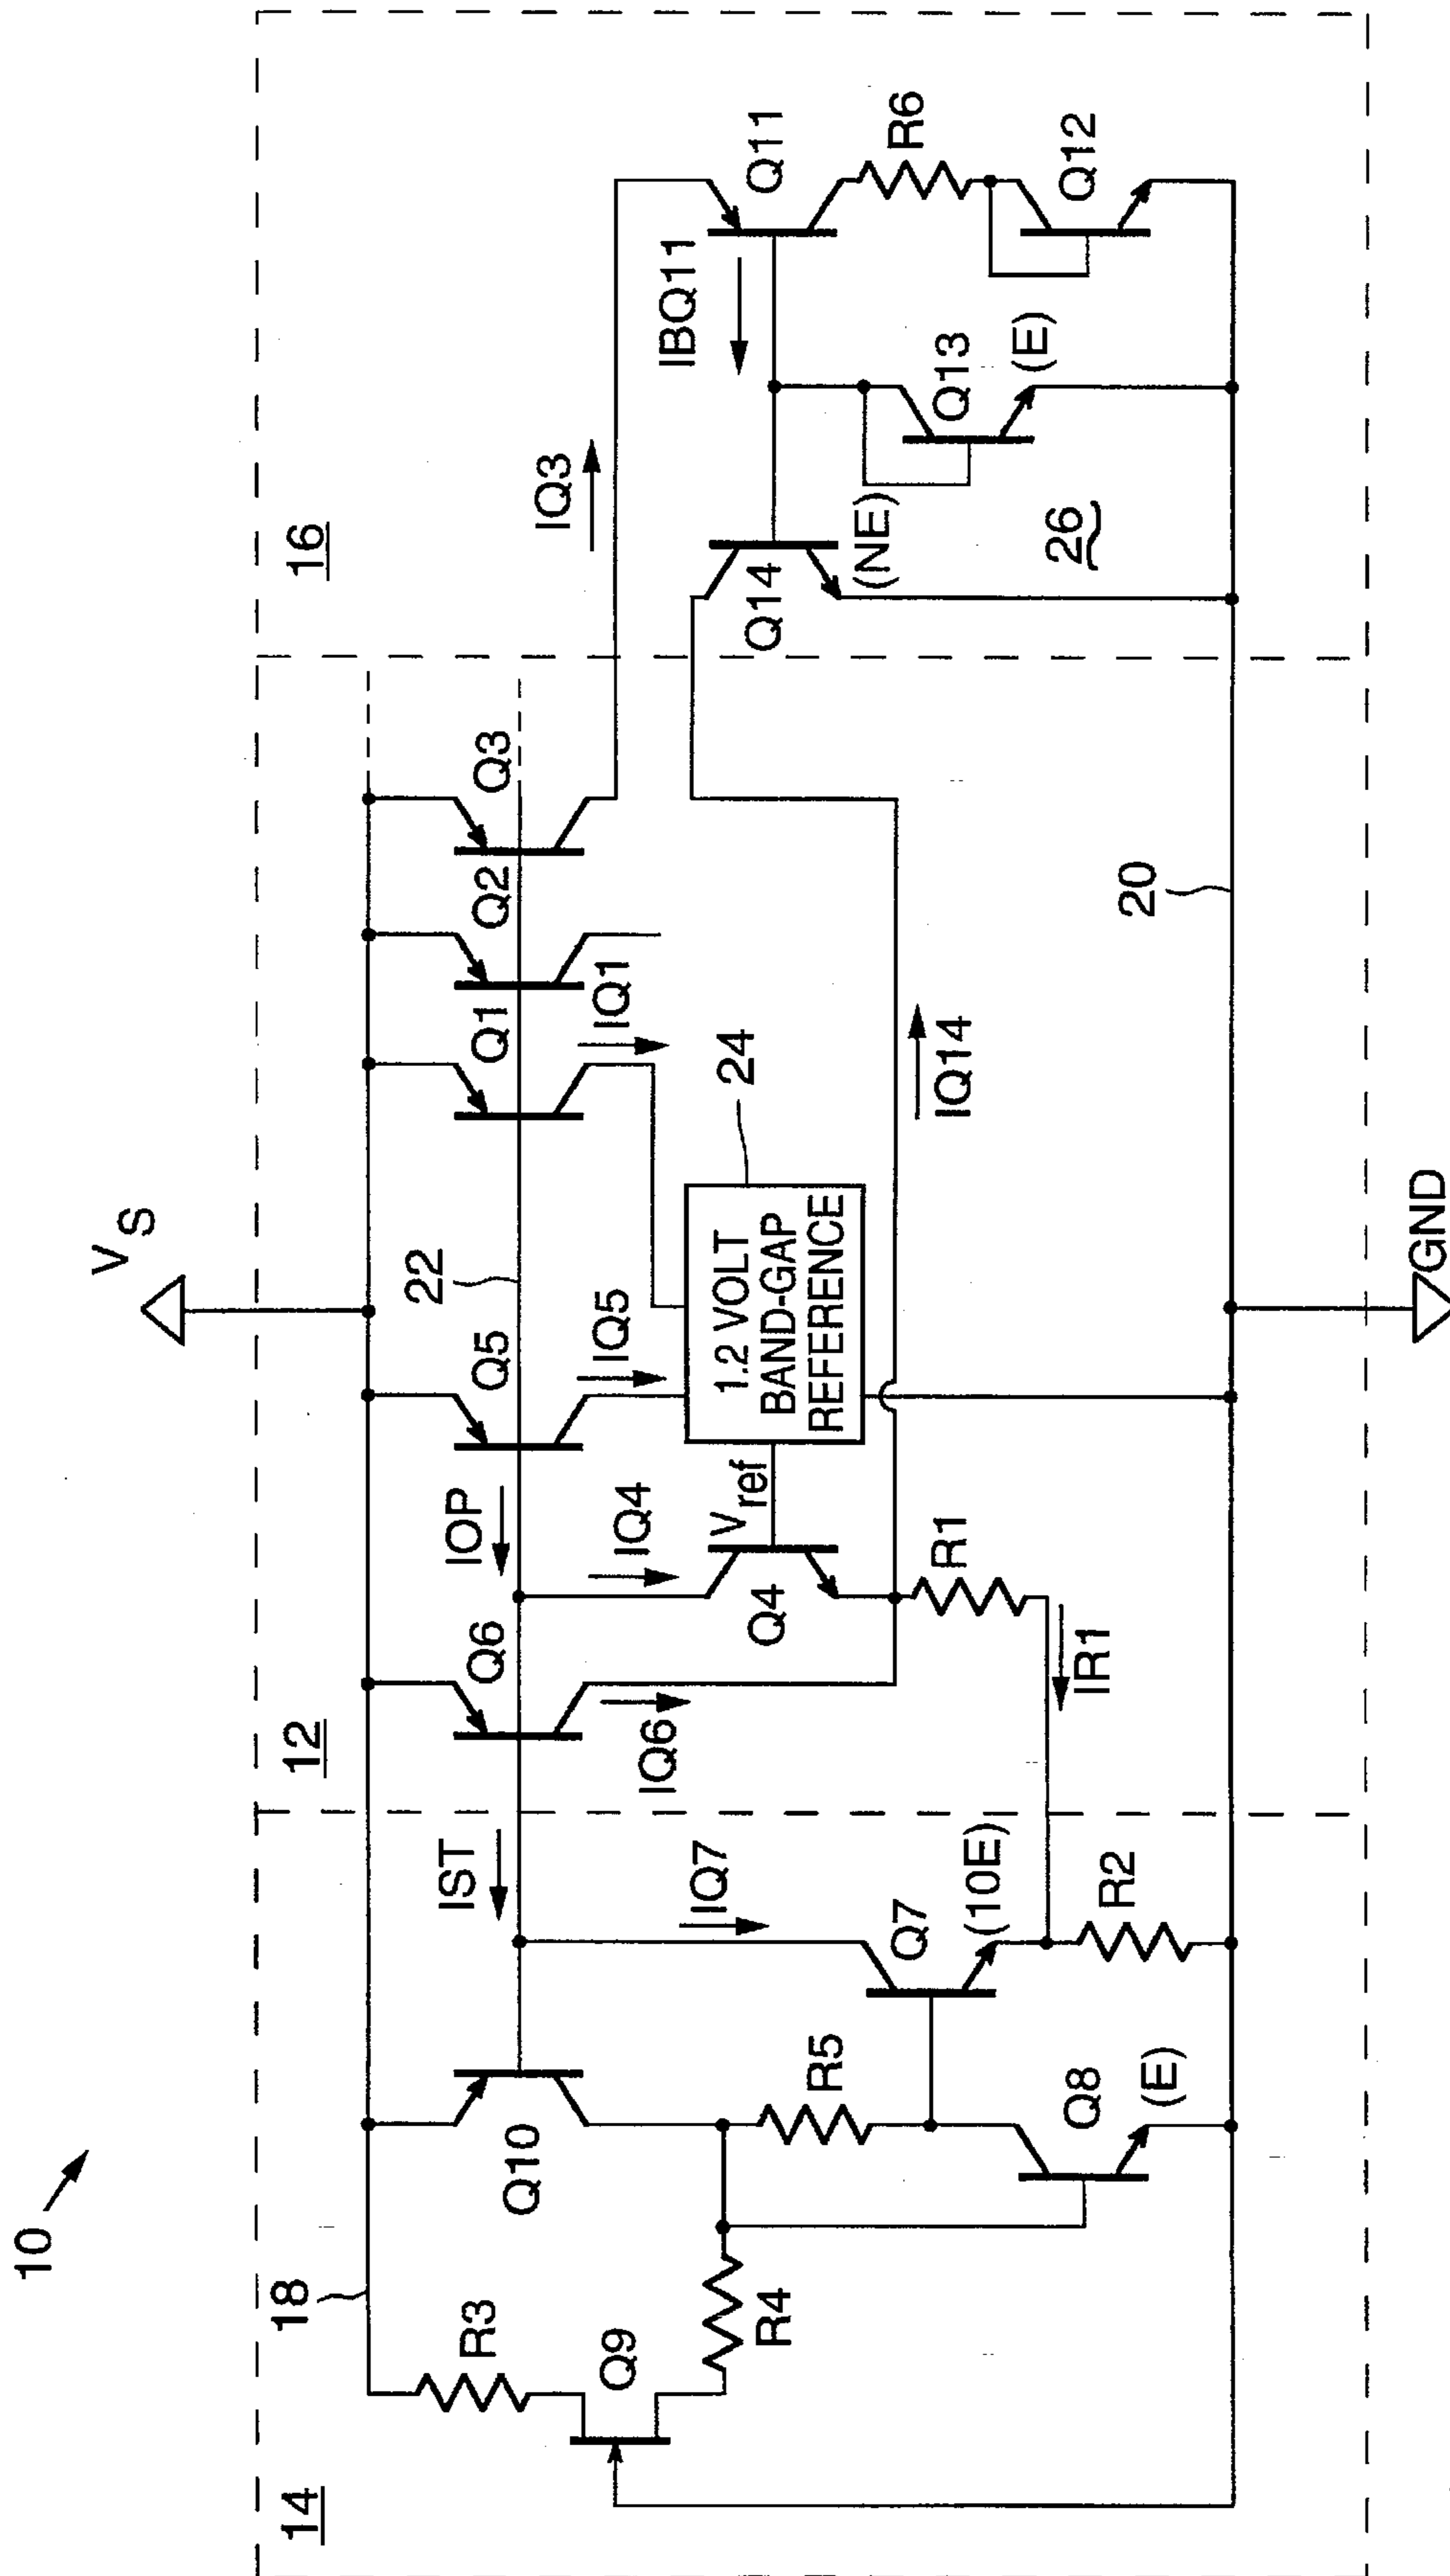 10
V S
14
12
16
18
R3
Q9
R4
Q10
R5
Q8
(E)
Q7
(10E)
R2
IST
IQ7
Q6
IQ6
IOP
IQ4
Q4
Vref
R1
IR1
Q5
IQ5
22
1.2 VOLT
BAND-GAP
REFERENCE
24
Q1
IQ1
Q2
Q3
IQ14
20
GND
IQ3
Q14
(NE)
26
Q13
(E)
IBQ11
Q11
R6
Q12